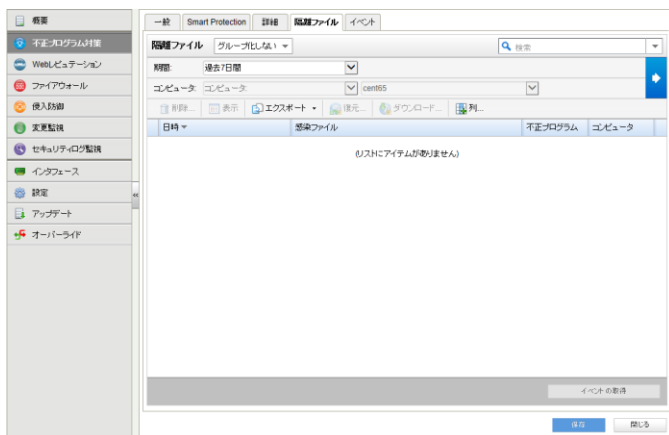 概要
不正プログラム対策
Webレピュテーション
ファイアウォール
侵入防御
変更監視
セキュリティログ監視
インタフェース
設定
アップデート
オーバーライド
一般 Smart Protection 詳細 隔離ファイル イベント
隔離ファイル グループ化しない 検索
期間: 過去7日間
コンピュータ: コンピュータ: cent65
削除... 表示 エクスポート 復元... ダウンロード... 列...
日時 感染ファイル 不正プログラム コンピュータ
(リストにアイテムがありません)
イベントの取得
保存 閉じる